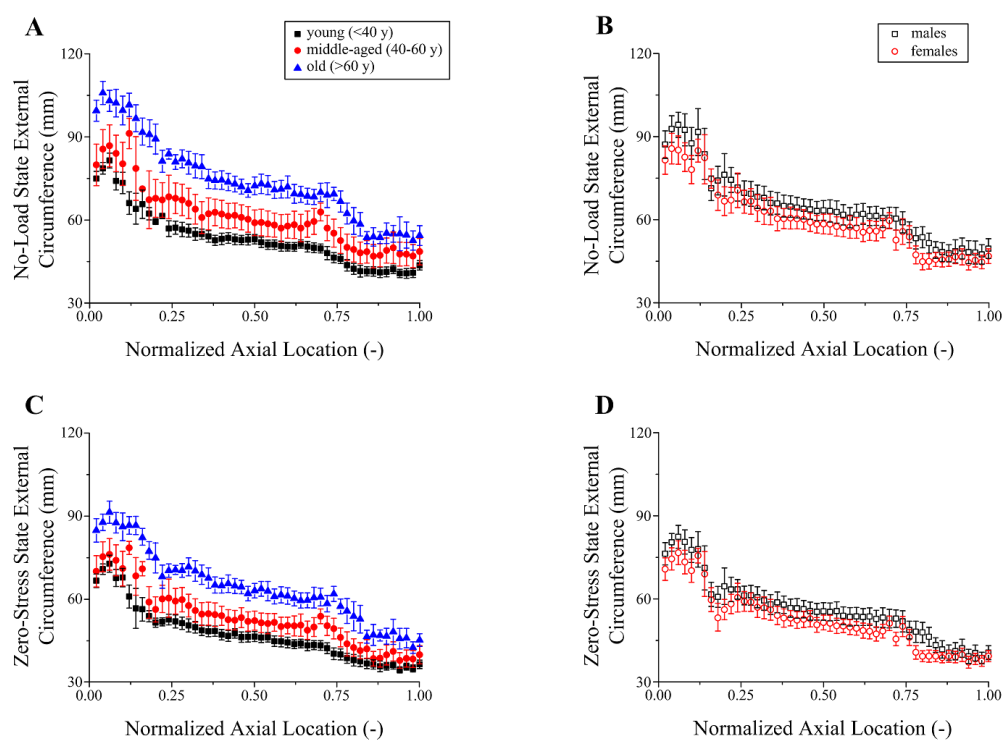 A
young (<40 y)
middle-aged (40-60 y)
old (>60 y)
120
90
60
30
0.00
0.25
0.50
0.75
1.00
No-Load State External
Circumference (mm)
Normalized Axial Location (-)
B
males
females
120
90
60
30
0.00
0.25
0.50
0.75
1.00
No-Load State External
Circumference (mm)
Normalized Axial Location (-)
C
120
90
60
30
0.00
0.25
0.50
0.75
1.00
Zero-Stress State External
Circumference (mm)
Normalized Axial Location (-)
D
120
90
60
30
0.00
0.25
0.50
0.75
1.00
Zero-Stress State External
Circumference (mm)
Normalized Axial Location (-)